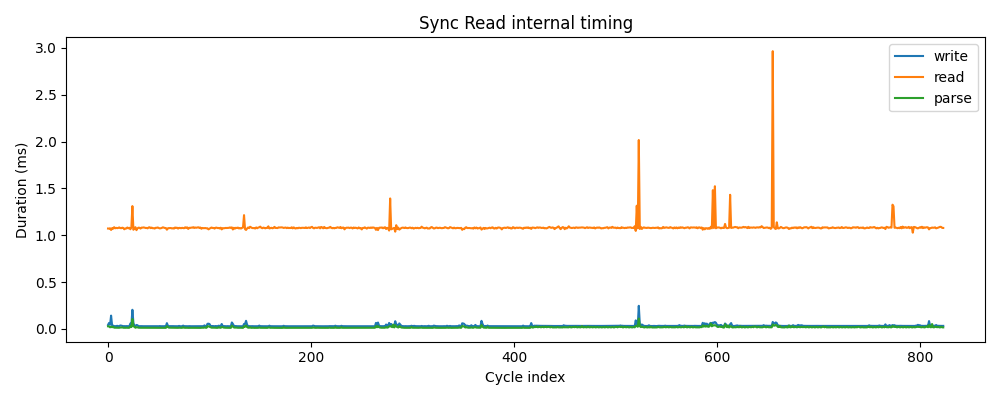 Sync Read internal timing
Duration (ms)
3.0
2.5
2.0
1.5
1.0
0.5
0.0
write
read
parse
0 200 400 600 800
Cycle index